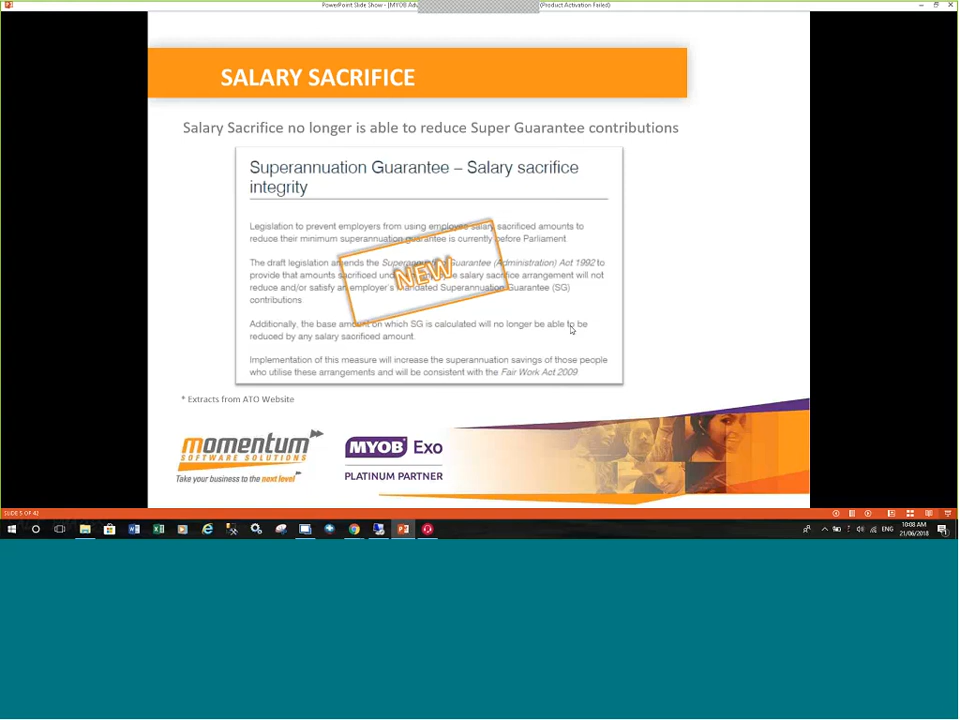 PowerPoint Slide Show - [MYOB Adv (Product Activation Failed)
SALARY SACRIFICE
Salary Sacrifice no longer is able to reduce Super Guarantee contributions
Superannuation Guarantee – Salary sacrifice
integrity
Legislation to prevent employers from using employee salary sacrificed amounts to
reduce their minimum superannuation guarantee is currently before Parliament
The draft legislation amends the Guarantee (Administration) Act 1992 to
provide that amounts sacrificed salary sacrifice arrangement will not
reduce and/or satisfy an employer's mandated Superannuation Guarantee (SG)
contributions
NEW
Additionally, the base amount on which SG is calculated will no longer be able to be
reduced by any salary sacrificed amount.
Implementation of this measure will increase the superannuation savings of those people
who utilise these arrangements and will be consistent with the Fair Work Act 2009
* Extracts from ATO Website
momentum
SOFTWARE SOLUTIONS
Take your business to the next level
MYOB Exo
PLATINUM PARTNER
SLIDE 5 OF 42
ENG
10:08 AM
21/06/2018